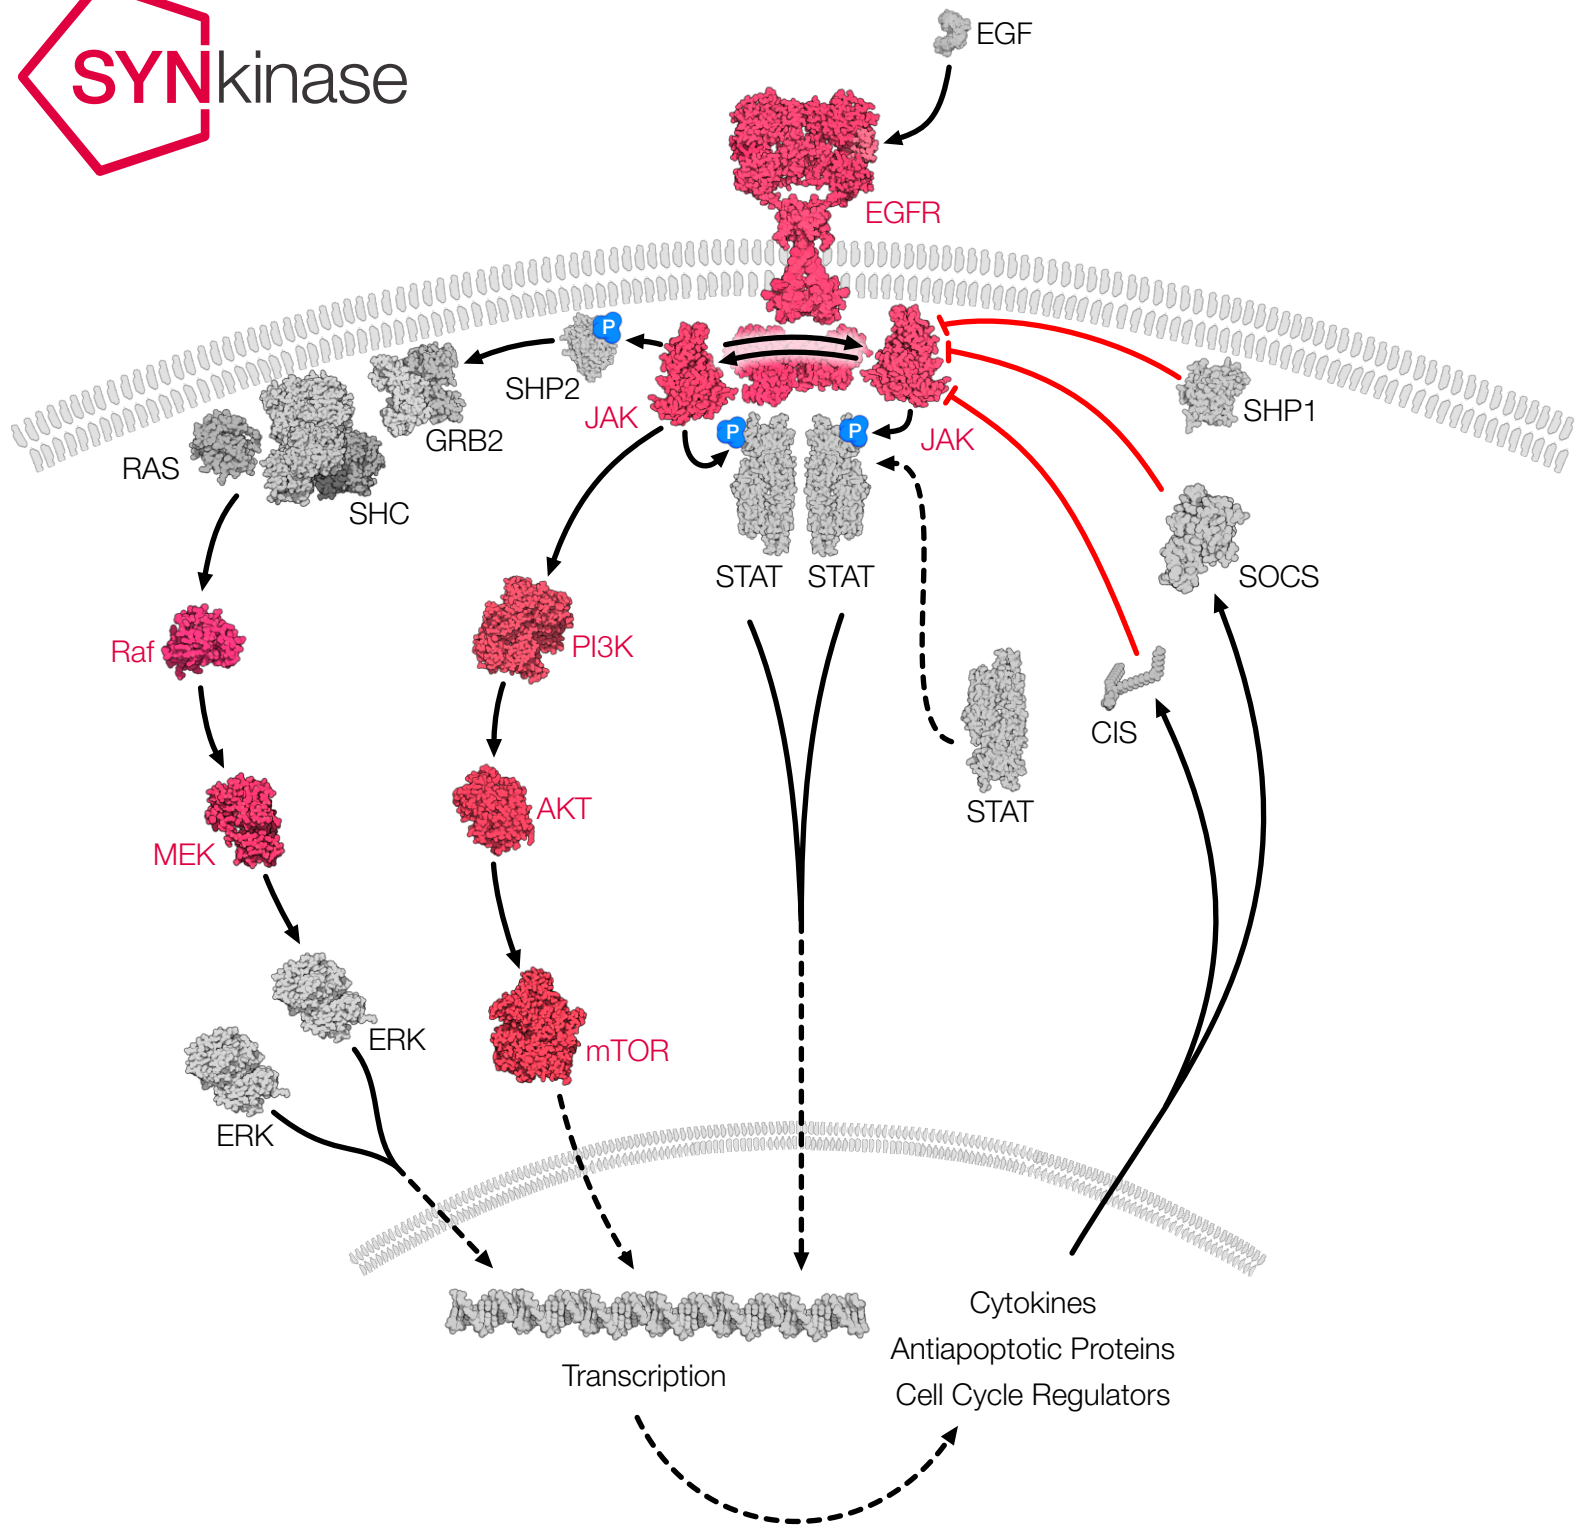 SYNkinase
EGF
EGFR
P
SHP2
JAK
GRB2
RAS
SHC
P
P
JAK
SHP1
STAT
STAT
SOCS
Raf
PI3K
CIS
STAT
AKT
MEK
ERK
mTOR
ERK
Cytokines
Antiapoptotic Proteins
Cell Cycle Regulators
Transcription